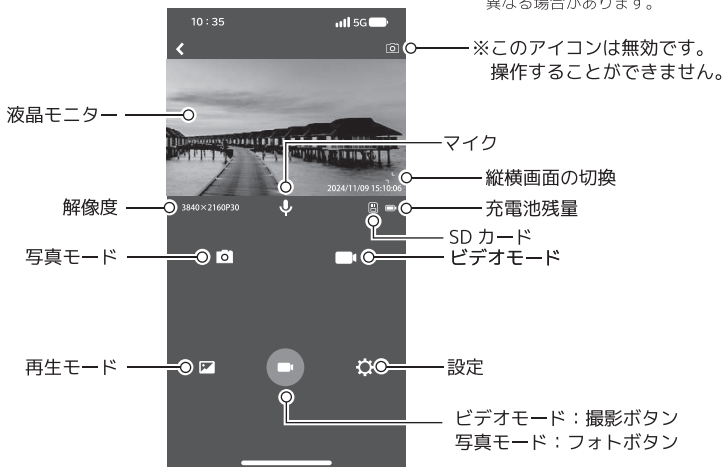 異なる場合があります。
10:35
5G
※このアイコンは無効です。
操作することができません。
液晶モニター
マイク
縦横画面の切換
2024/11/09 15:10:06
解像度
3840×2160P30
充電池残量
SD カード
写真モード
ビデオモード
再生モード
設定
ビデオモード：撮影ボタン
写真モード：フォトボタン